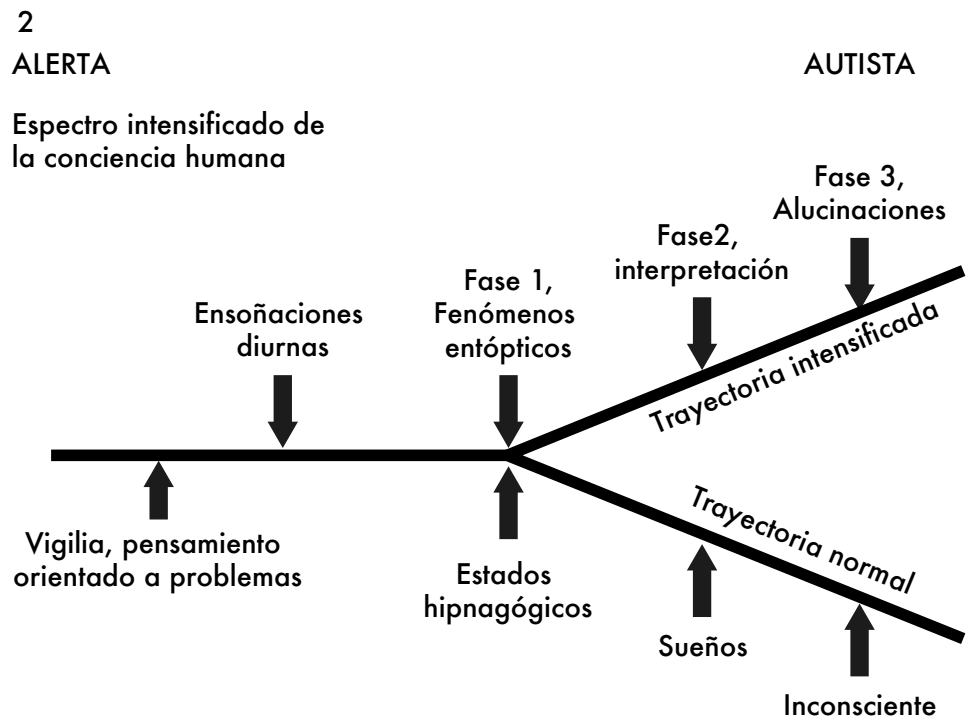 2
ALERTA
AUTISTA
Espectro intensificado de
la conciencia humana
Fase 3,
Alucinaciones
Fase2,
interpretación
Fase 1,
Fenómenos
entópticos
Ensoñaciones
diurnas
Trayectoria intensificada
Trayectoria normal
Vigilia, pensamiento
orientado a problemas
Estados
hipnagógicos
Sueños
Inconsciente